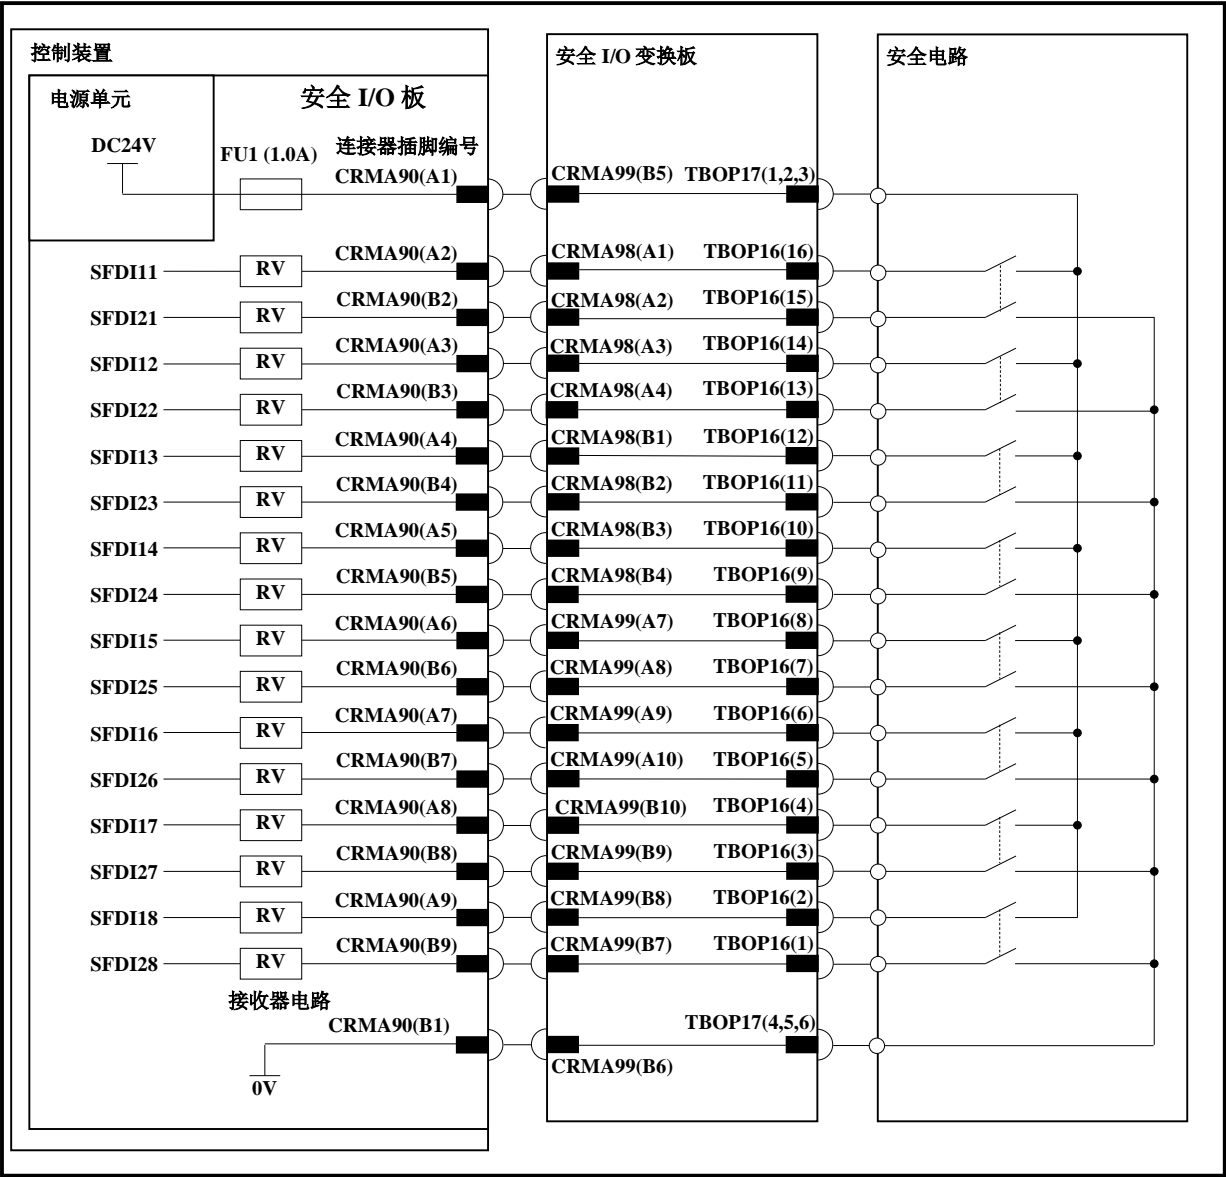 控制装置
安全 I/O 变换板
安全电路
电源单元
安全 I/O 板
DC24V
FU1 (1.0A)
连接器插脚编号
CRMA90(A1)
CRMA99(B5)
TBOP17(1,2,3)
SFDI11
RV
CRMA90(A2)
CRMA98(A1)
TBOP16(16)
SFDI21
RV
CRMA90(B2)
CRMA98(A2)
TBOP16(15)
SFDI12
RV
CRMA90(A3)
CRMA98(A3)
TBOP16(14)
SFDI22
RV
CRMA90(B3)
CRMA98(A4)
TBOP16(13)
SFDI13
RV
CRMA90(A4)
CRMA98(B1)
TBOP16(12)
SFDI23
RV
CRMA90(B4)
CRMA98(B2)
TBOP16(11)
SFDI14
RV
CRMA90(A5)
CRMA98(B3)
TBOP16(10)
SFDI24
RV
CRMA90(B5)
CRMA98(B4)
TBOP16(9)
SFDI15
RV
CRMA90(A6)
CRMA99(A7)
TBOP16(8)
SFDI25
RV
CRMA90(B6)
CRMA99(A8)
TBOP16(7)
SFDI16
RV
CRMA90(A7)
CRMA99(A9)
TBOP16(6)
SFDI26
RV
CRMA90(B7)
CRMA99(A10)
TBOP16(5)
SFDI17
RV
CRMA90(A8)
CRMA99(B10)
TBOP16(4)
SFDI27
RV
CRMA90(B8)
CRMA99(B9)
TBOP16(3)
SFDI18
RV
CRMA90(A9)
CRMA99(B8)
TBOP16(2)
SFDI28
RV
CRMA90(B9)
CRMA99(B7)
TBOP16(1)
接收器电路
CRMA90(B1)
TBOP17(4,5,6)
CRMA99(B6)
0V